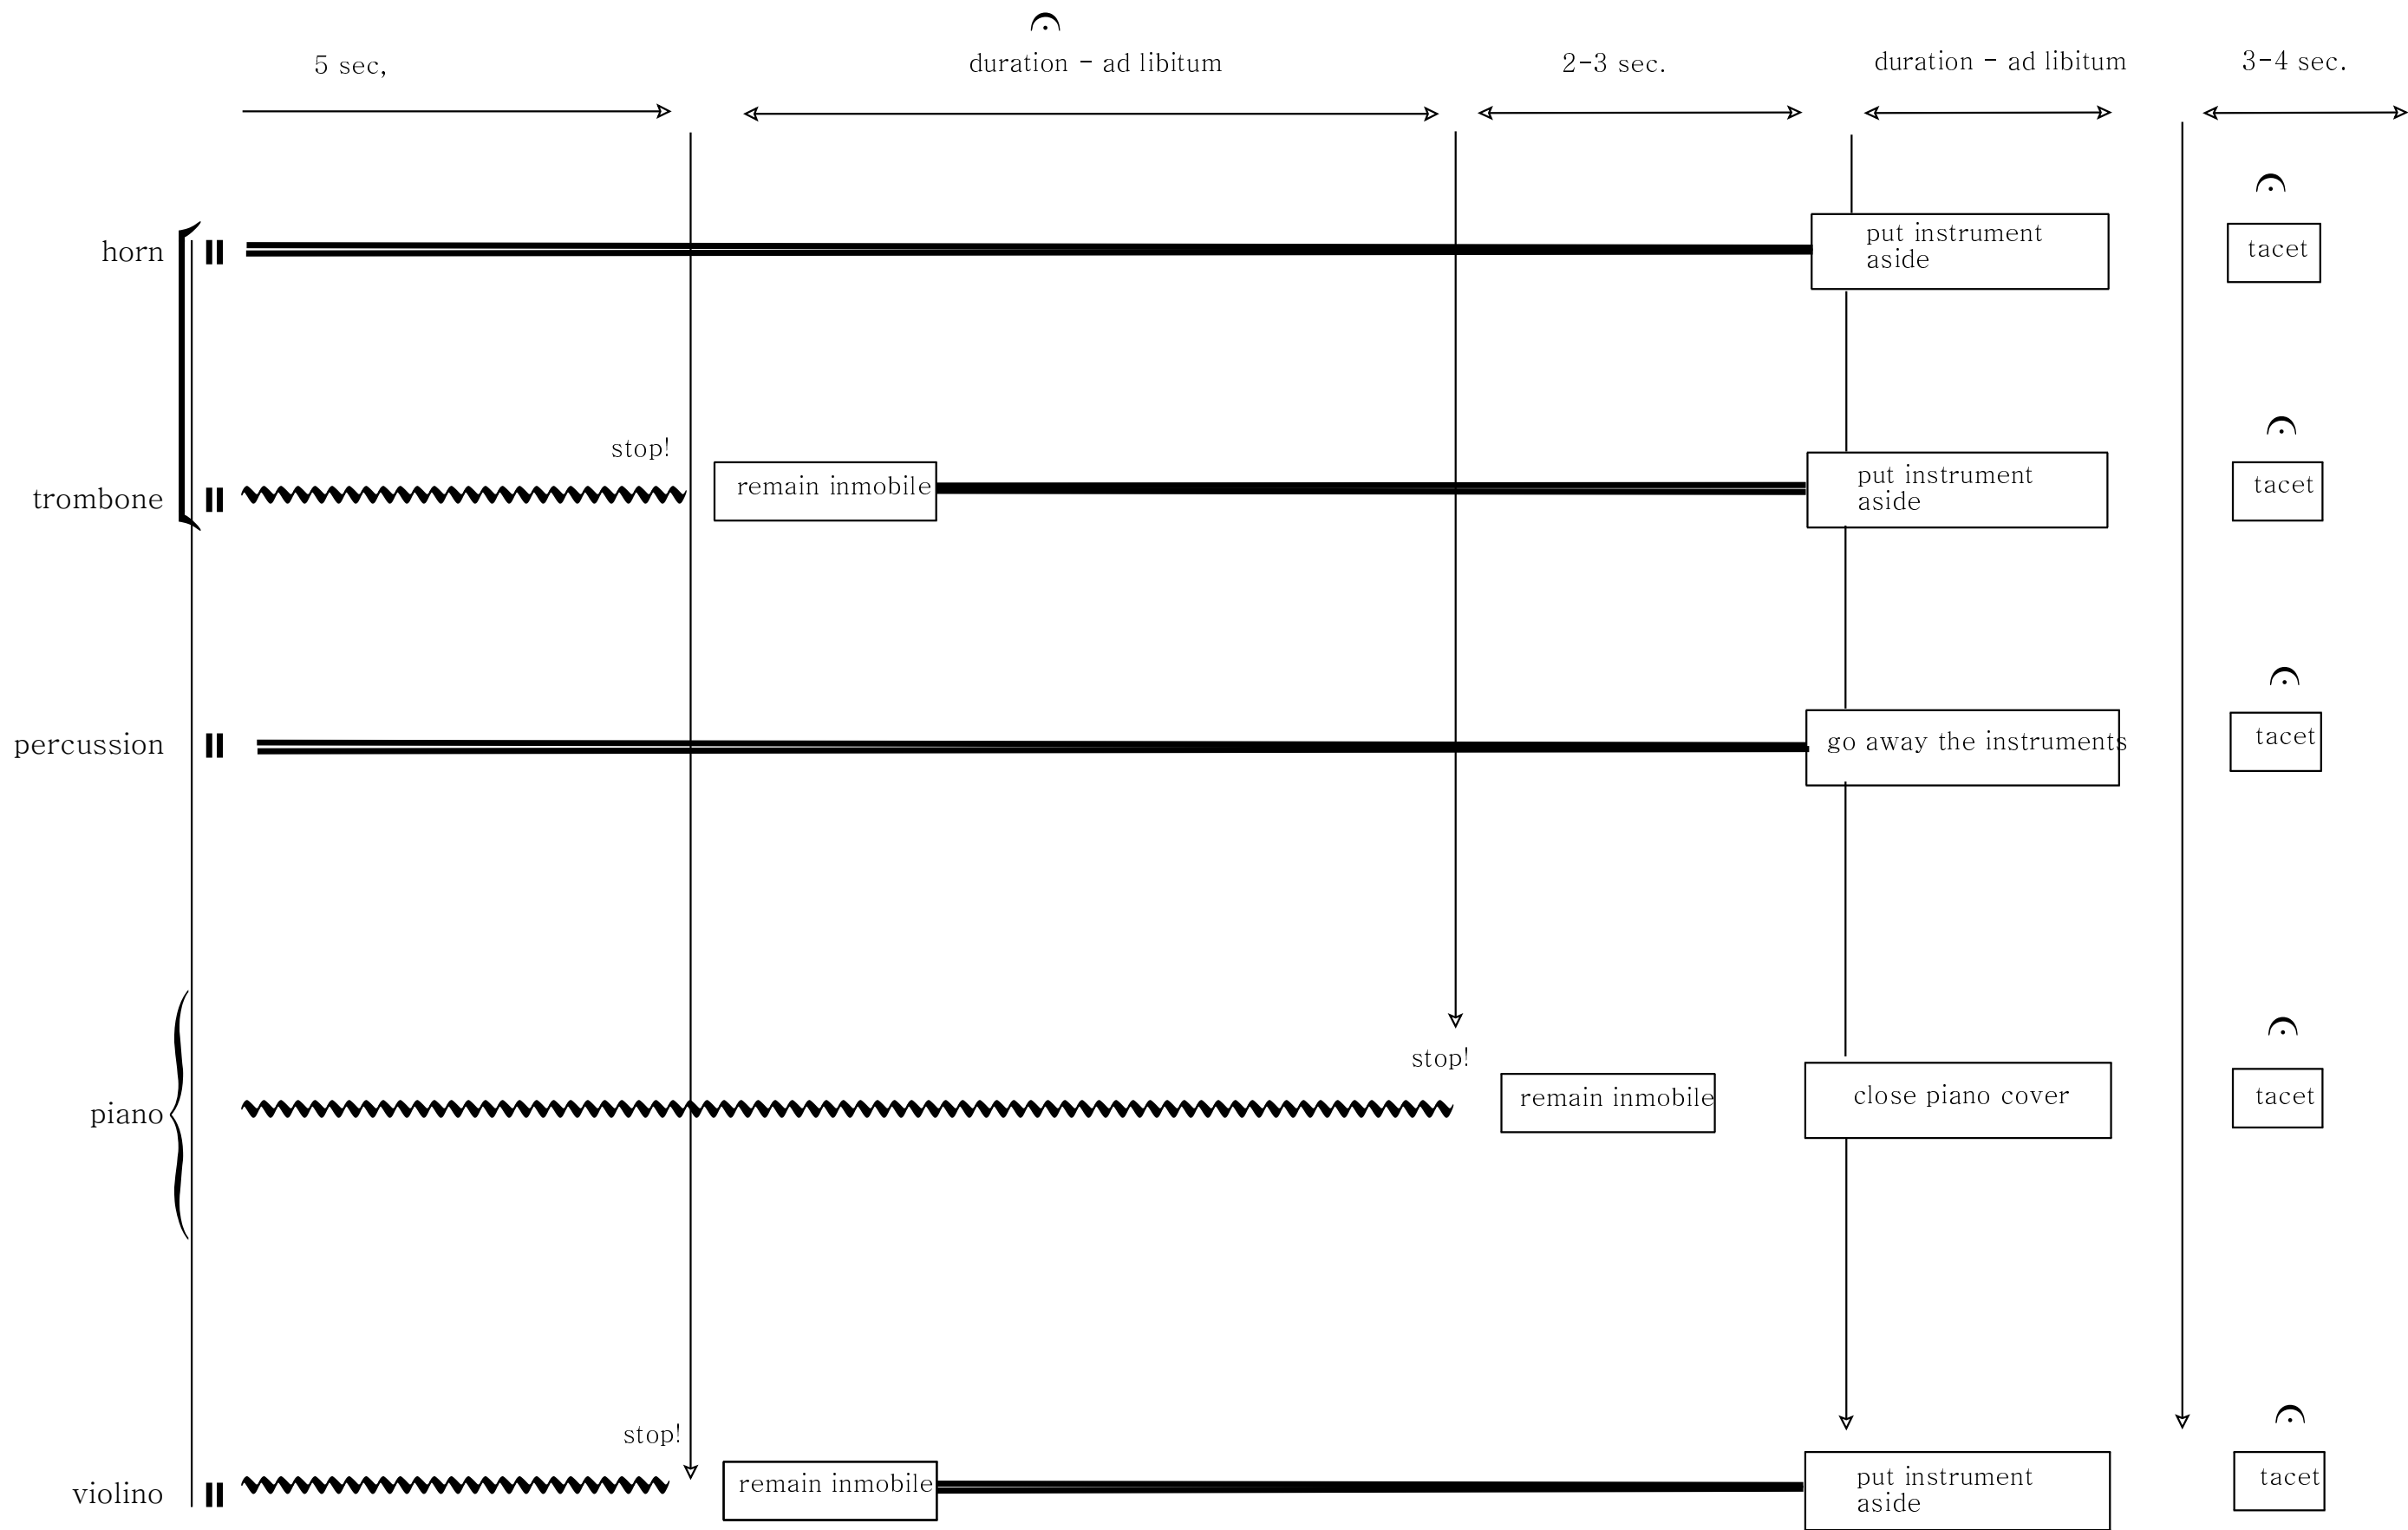 5 sec,
duration - ad libitum
2-3 sec.
duration - ad libitum
3-4 sec.
horn
put instrument
aside
tacet
stop!
trombone
remain inmobile
put instrument
aside
tacet
percussion
go away the instruments
tacet
stop!
piano
remain inmobile
close piano cover
tacet
stop!
violino
remain inmobile
put instrument
aside
tacet